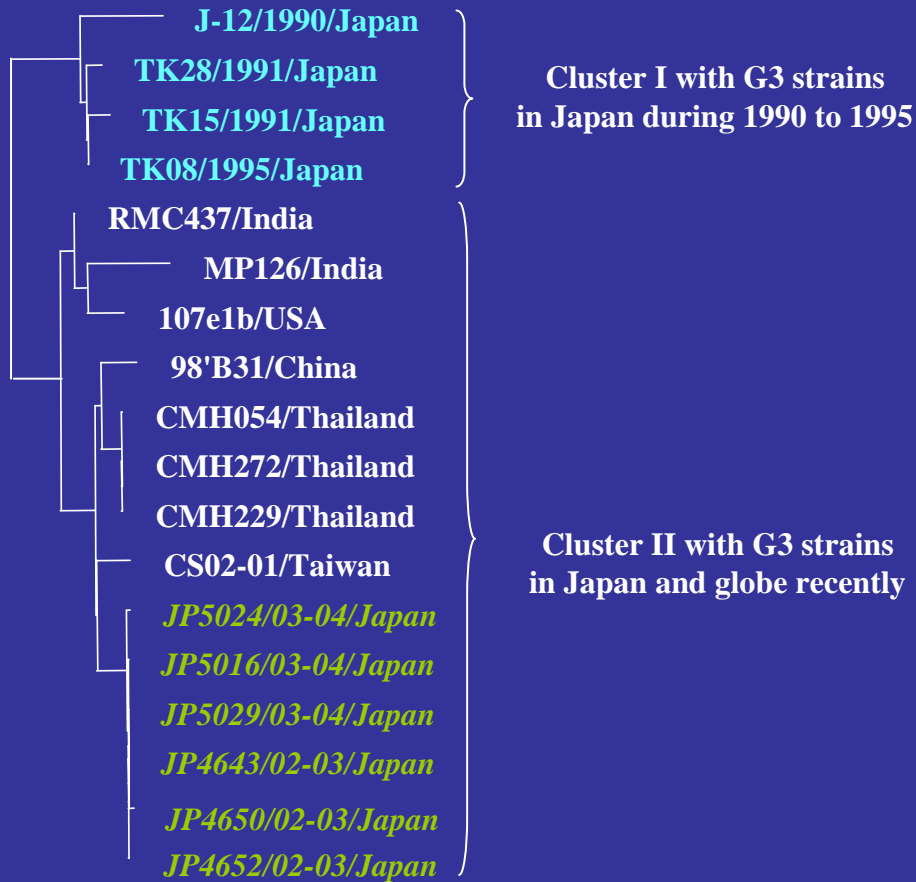 J-12/1990/Japan
TK28/1991/Japan
TK15/1991/Japan
TK08/1995/Japan
Cluster I with G3 strains
in Japan during 1990 to 1995
RMC437/India
MP126/India
107e1b/USA
98'B31/China
CMH054/Thailand
CMH272/Thailand
CMH229/Thailand
CS02-01/Taiwan
JP5024/03-04/Japan
JP5016/03-04/Japan
JP5029/03-04/Japan
JP4643/02-03/Japan
JP4650/02-03/Japan
JP4652/02-03/Japan
Cluster II with G3 strains
in Japan and globe recently